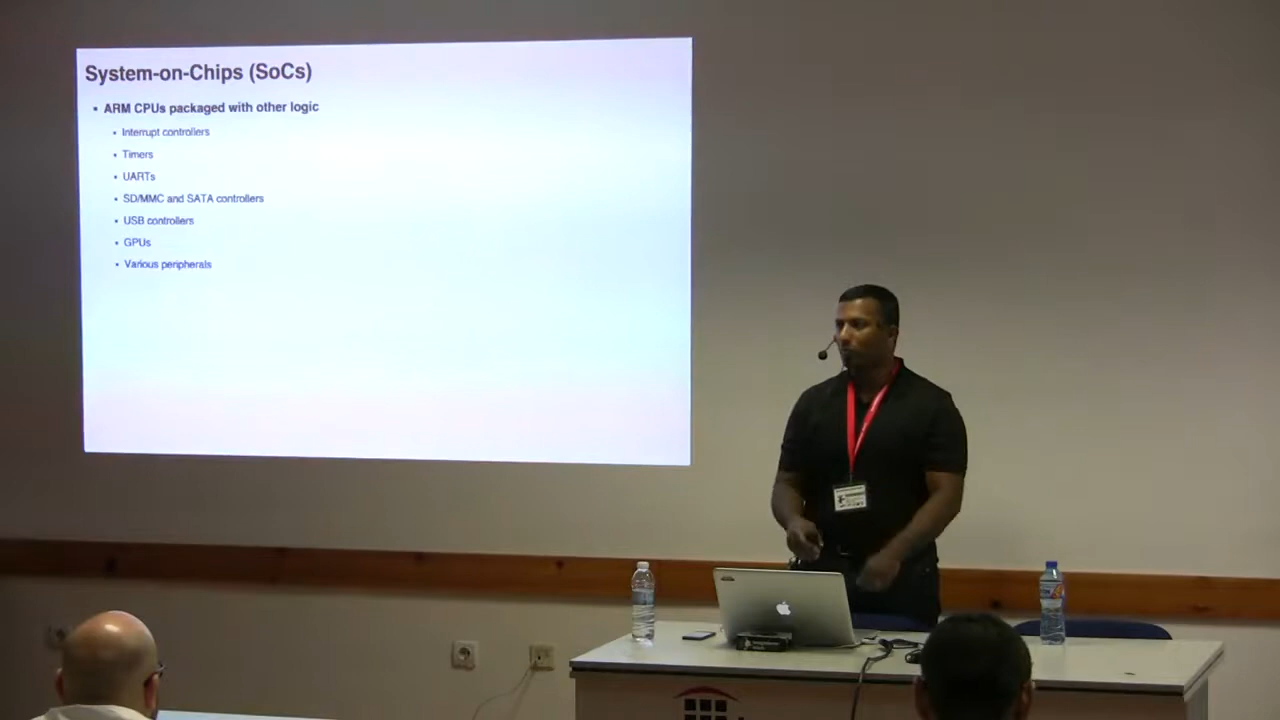 System-on-Chips (SoCs)
• ARM CPUs packaged with other logic
• Interrupt controllers
• Timers
• UARTs
• SD/MMC and SATA controllers
• USB controllers
• GPUs
• Various peripherals